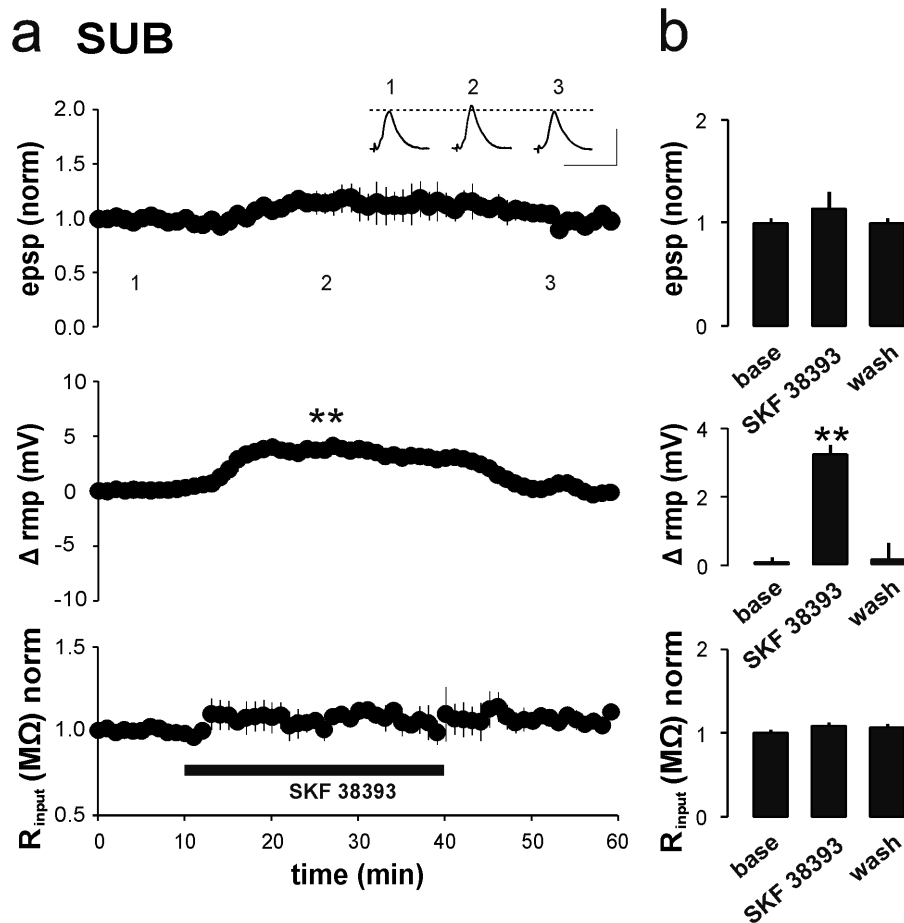 a SUB
1 2 3
2.0
1.5
1.0
0.5
0.0
epsp (norm)
1 2 3
10
5
0
-5
-10
Δ rmp (mV)
**
1.5
1.0
0.5
R input (MΩ) norm
SKF 38393
0 10 20 30 40 50 60
time (min)
b
2
1
0
epsp (norm)
base SKF 38393 wash
4
2
0
Δ rmp (mV)
**
base SKF 38393 wash
2
1
0
R input (MΩ) norm
base SKF 38393 wash